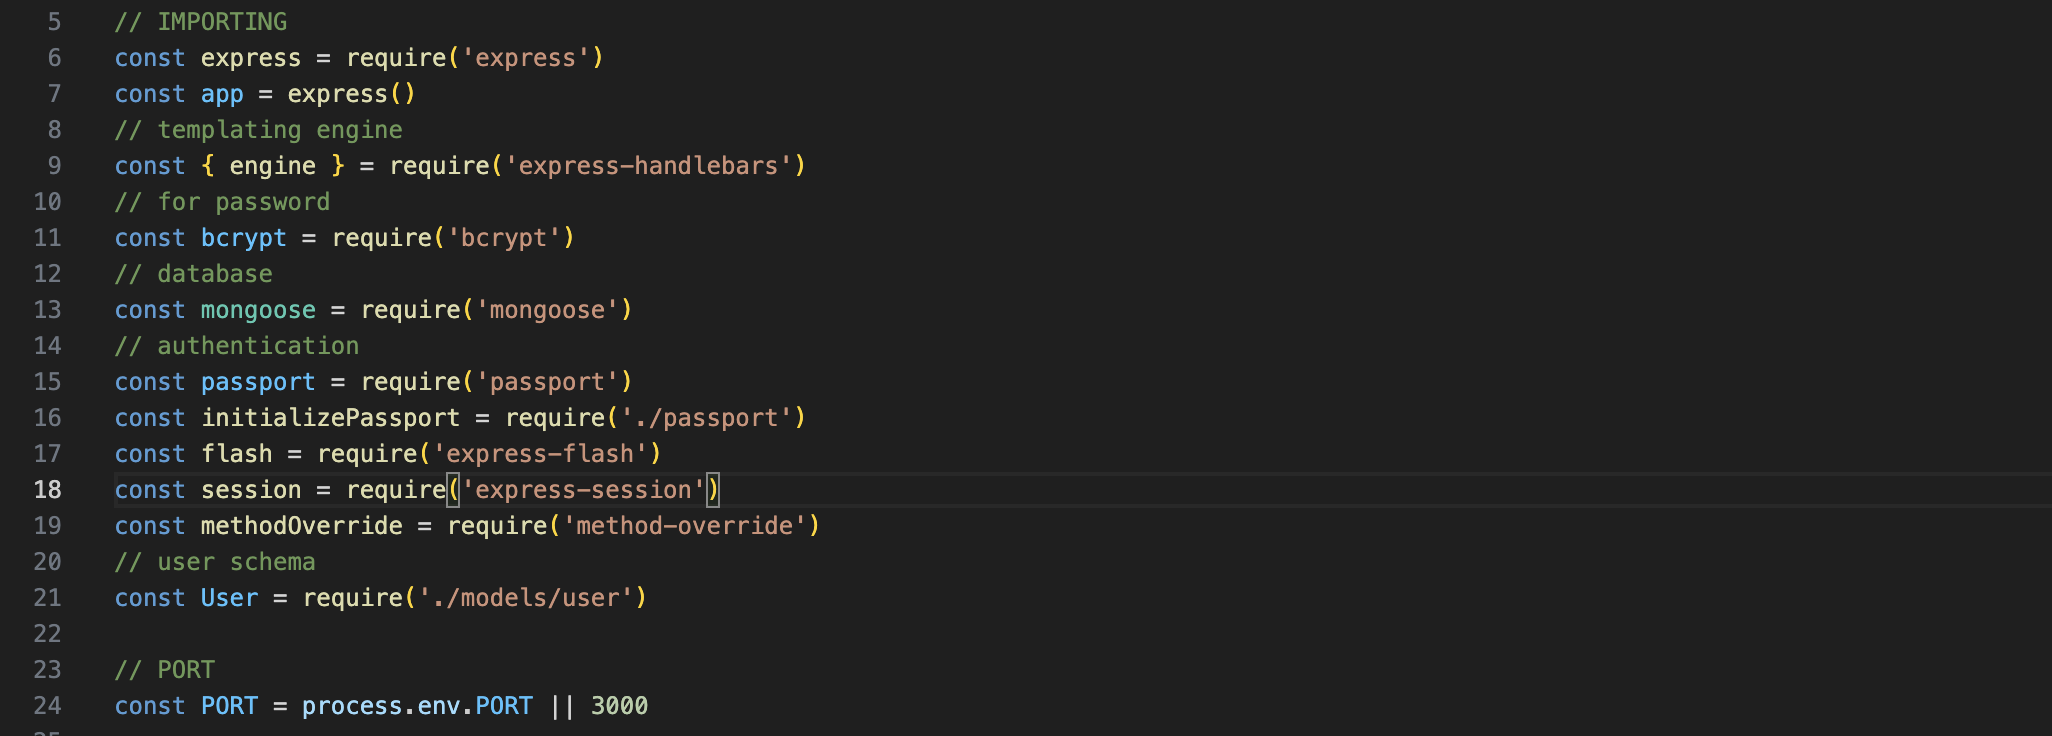 5 // IMPORTING
6 const express = require('express')
7 const app = express()
8 // templating engine
9 const { engine } = require('express-handlebars')
10 // for password
11 const bcrypt = require('bcrypt')
12 // database
13 const mongoose = require('mongoose')
14 // authentication
15 const passport = require('passport')
16 const initializePassport = require('./passport')
17 const flash = require('express-flash')
18 const session = require('express-session')
19 const methodOverride = require('method-override')
20 // user schema
21 const User = require('./models/user')
22
23 // PORT
24 const PORT = process.env.PORT || 3000